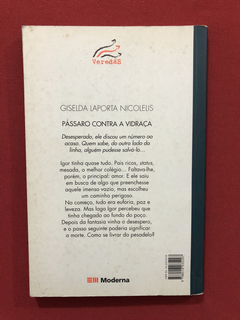 Veredas
GISELDA LAPORTA NICOLELIS
PÁSSARO CONTRA A VIDRAÇA
Desesperado, ele discou um número ao
acaso. Quem sabe, do outro lado da
linha, alguém pudesse salvá-lo...
Igor tinha quase tudo. Pais ricos, status,
mesada, o melhor colégio... Faltava-lhe,
porém, o principal: amor. E ele saiu
em busca de algo que preenchesse
aquele imenso vazio, mas escolheu
um caminho perigoso.
No começo, tudo era euforia, paz e
leveza. Mas logo Igor percebeu que
tinha chegado ao fundo do poço.
Depois da fantasia vinha o desespero,
e o passo seguinte poderia significar
a morte. Como se livrar do pesadelo?
Moderna